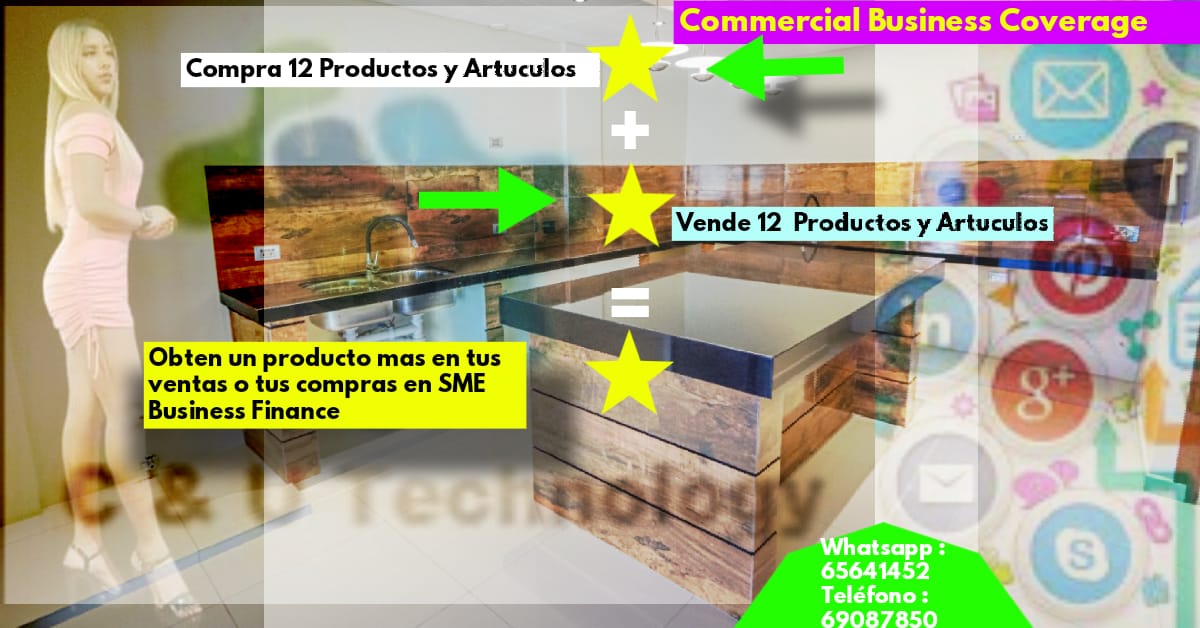 Commercial Business Coverage
Compra 12 Productos y Artuculos
+
Vende 12 Productos y Artuculos
=
Obten un producto mas en tus
ventas o tus compras en SME
Business Finance
C & U Technology
Whatsapp :
65641452
Teléfono :
69087850
f
in
g+
S